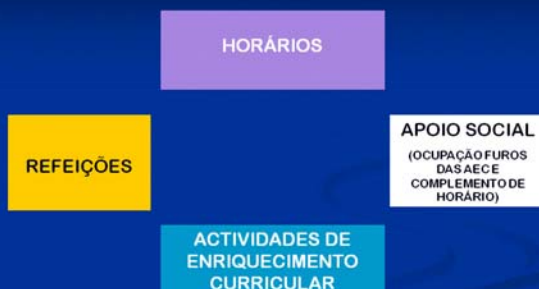 HORÁRIOS
REFEIÇÕES
APOIO SOCIAL
(OCUPAÇÃO FUROS
DAS AEC E
COMPLEMENTO DE
HORÁRIO)
ACTIVIDADES DE
ENRIQUECIMENTO
CURRICULAR